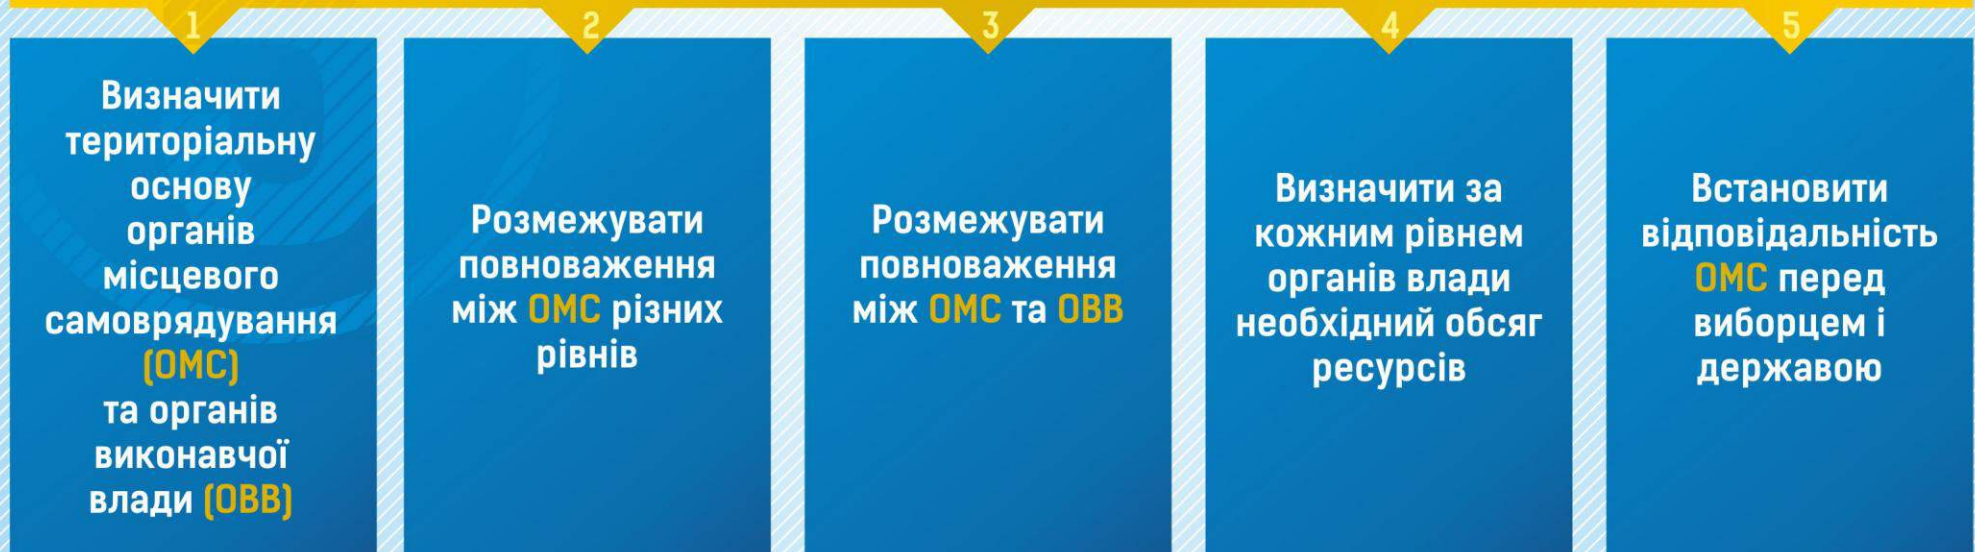 1
Визначити
територіальну
основу
органів
місцевого
самоврядування
(ОМС)
та органів
виконавчої
влади (ОВВ)
2
Розмежувати
повноваження
між ОМС різних
рівнів
3
Розмежувати
повноваження
між ОМС та ОВВ
4
Визначити за
кожним рівнем
органів влади
необхідний обсяг
ресурсів
5
Встановити
відповідальність
ОМС перед
виборцем і
державою